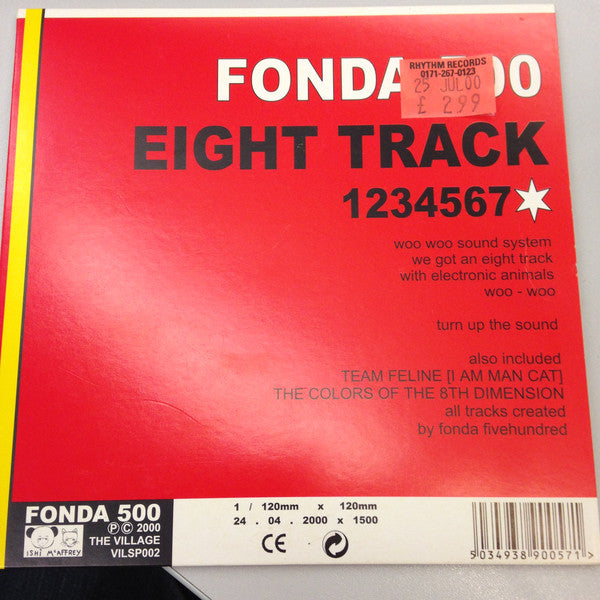 FONDA 500
RHYTHM RECORDS
0171-267-0123
25 JUL 00
£ 2.99
EIGHT TRACK
1234567
woo woo sound system
we got an eight track
with electronic animals
woo - woo
turn up the sound
also included
TEAM FELINE [I AM MAN CAT]
THE COLORS OF THE 8TH DIMENSION
all tracks created
by fonda fivehundred
FONDA 500
ISHi McAFFREY
℗ © 2000
THE VILLAGE
VILSP002
1 / 120mm x 120mm
24 . 04 . 2000 x 1500
CE
5 034938 900571 >